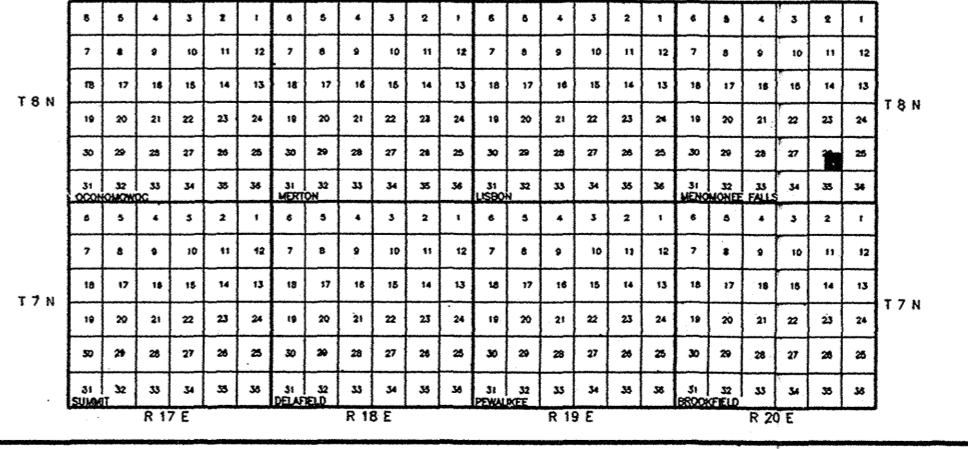 6 5 4 3 2 1 6 5 4 3 2 1 6 5 4 3 2 1 6 5 4 3 2 1
7 8 9 10 11 12 7 8 9 10 11 12 7 8 9 10 11 12 7 8 9 10 11 12
18 17 16 15 14 13 18 17 16 15 14 13 18 17 16 15 14 13 18 17 16 15 14 13
T 8 N T 8 N
19 20 21 22 23 24 19 20 21 22 23 24 19 20 21 22 23 24 19 20 21 22 23 24
30 29 28 27 26 25 30 29 28 27 26 25 30 29 28 27 26 25 30 29 28 27 25
31 32 33 34 35 36 31 32 33 34 35 36 31 32 33 34 35 36 31 32 33 34 35 36
OCONOMOWOC MERTON LISBON MENOMONEE FALLS
6 5 4 3 2 1 6 5 4 3 2 1 6 5 4 3 2 1 6 5 4 3 2 1
7 8 9 10 11 12 7 8 9 10 11 12 7 8 9 10 11 12 7 8 9 10 11 12
18 17 16 15 14 13 18 17 16 15 14 13 18 17 16 15 14 13 18 17 16 15 14 13
T 7 N T 7 N
19 20 21 22 23 24 19 20 21 22 23 24 19 20 21 22 23 24 19 20 21 22 23 24
30 29 28 27 26 25 30 29 28 27 26 25 30 29 28 27 26 25 30 29 28 27 26 25
31 32 33 34 35 36 31 32 33 34 35 36 31 32 33 34 35 36 31 32 33 34 35 36
SUMMIT DELAFIELD PEWAUKEE BROOKFIELD
R 17 E R 18 E R 19 E R 20 E